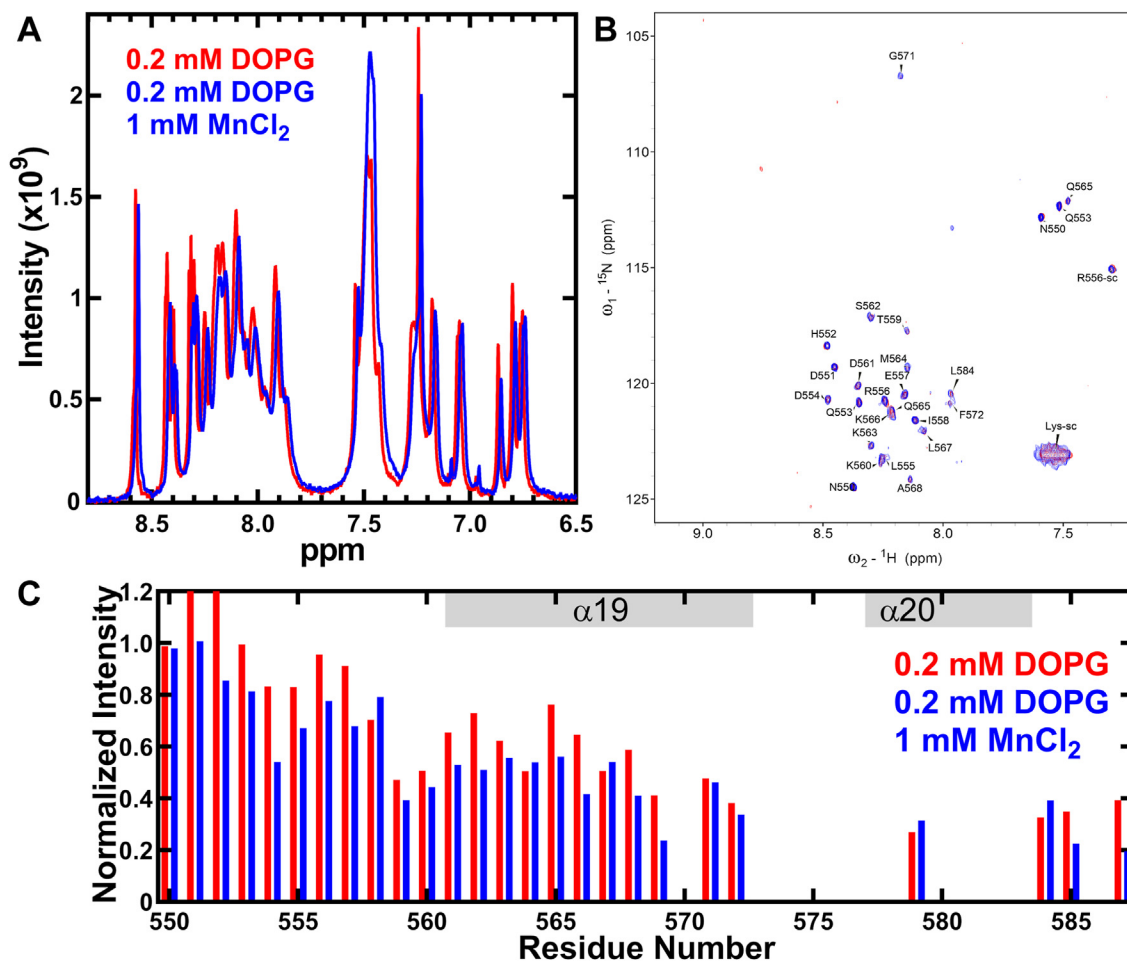 A
0.2 mM DOPG
0.2 mM DOPG
1 mM MnCl2
Intensity (x10^9)
2
1.5
1
0.5
0
8.5 8.0 7.5 7.0 6.5
ppm
B
105
110
115
120
125
ω1 - 15N (ppm)
G571
Q565
Q553
N550
R556-sc
S562
T559
H552
D551
D561
M564
E557
L584
D554
R556
Q553
Q565
F572
K566
I558
K563
L567
Lys-sc
K560
L555
N550
A568
9.0 8.5 8.0 7.5
ω2 - 1H (ppm)
C
α19
α20
0.2 mM DOPG
0.2 mM DOPG
1 mM MnCl2
Normalized Intensity
1.2
1.0
0.8
0.6
0.4
0.2
0
550 555 560 565 570 575 580 585
Residue Number